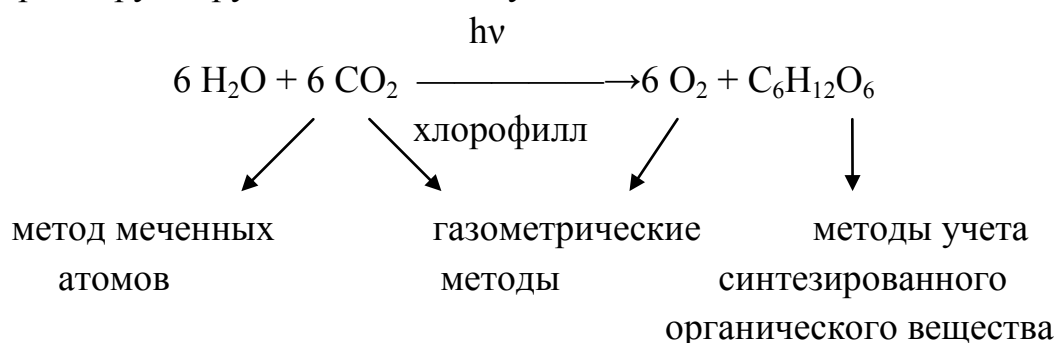 hν
6 H₂O + 6 CO₂ ————→6 O₂ + C₆H₁₂O₆
хлорофилл
метод меченных газометрические методы учета
атомов методы синтезированного
органического вещества